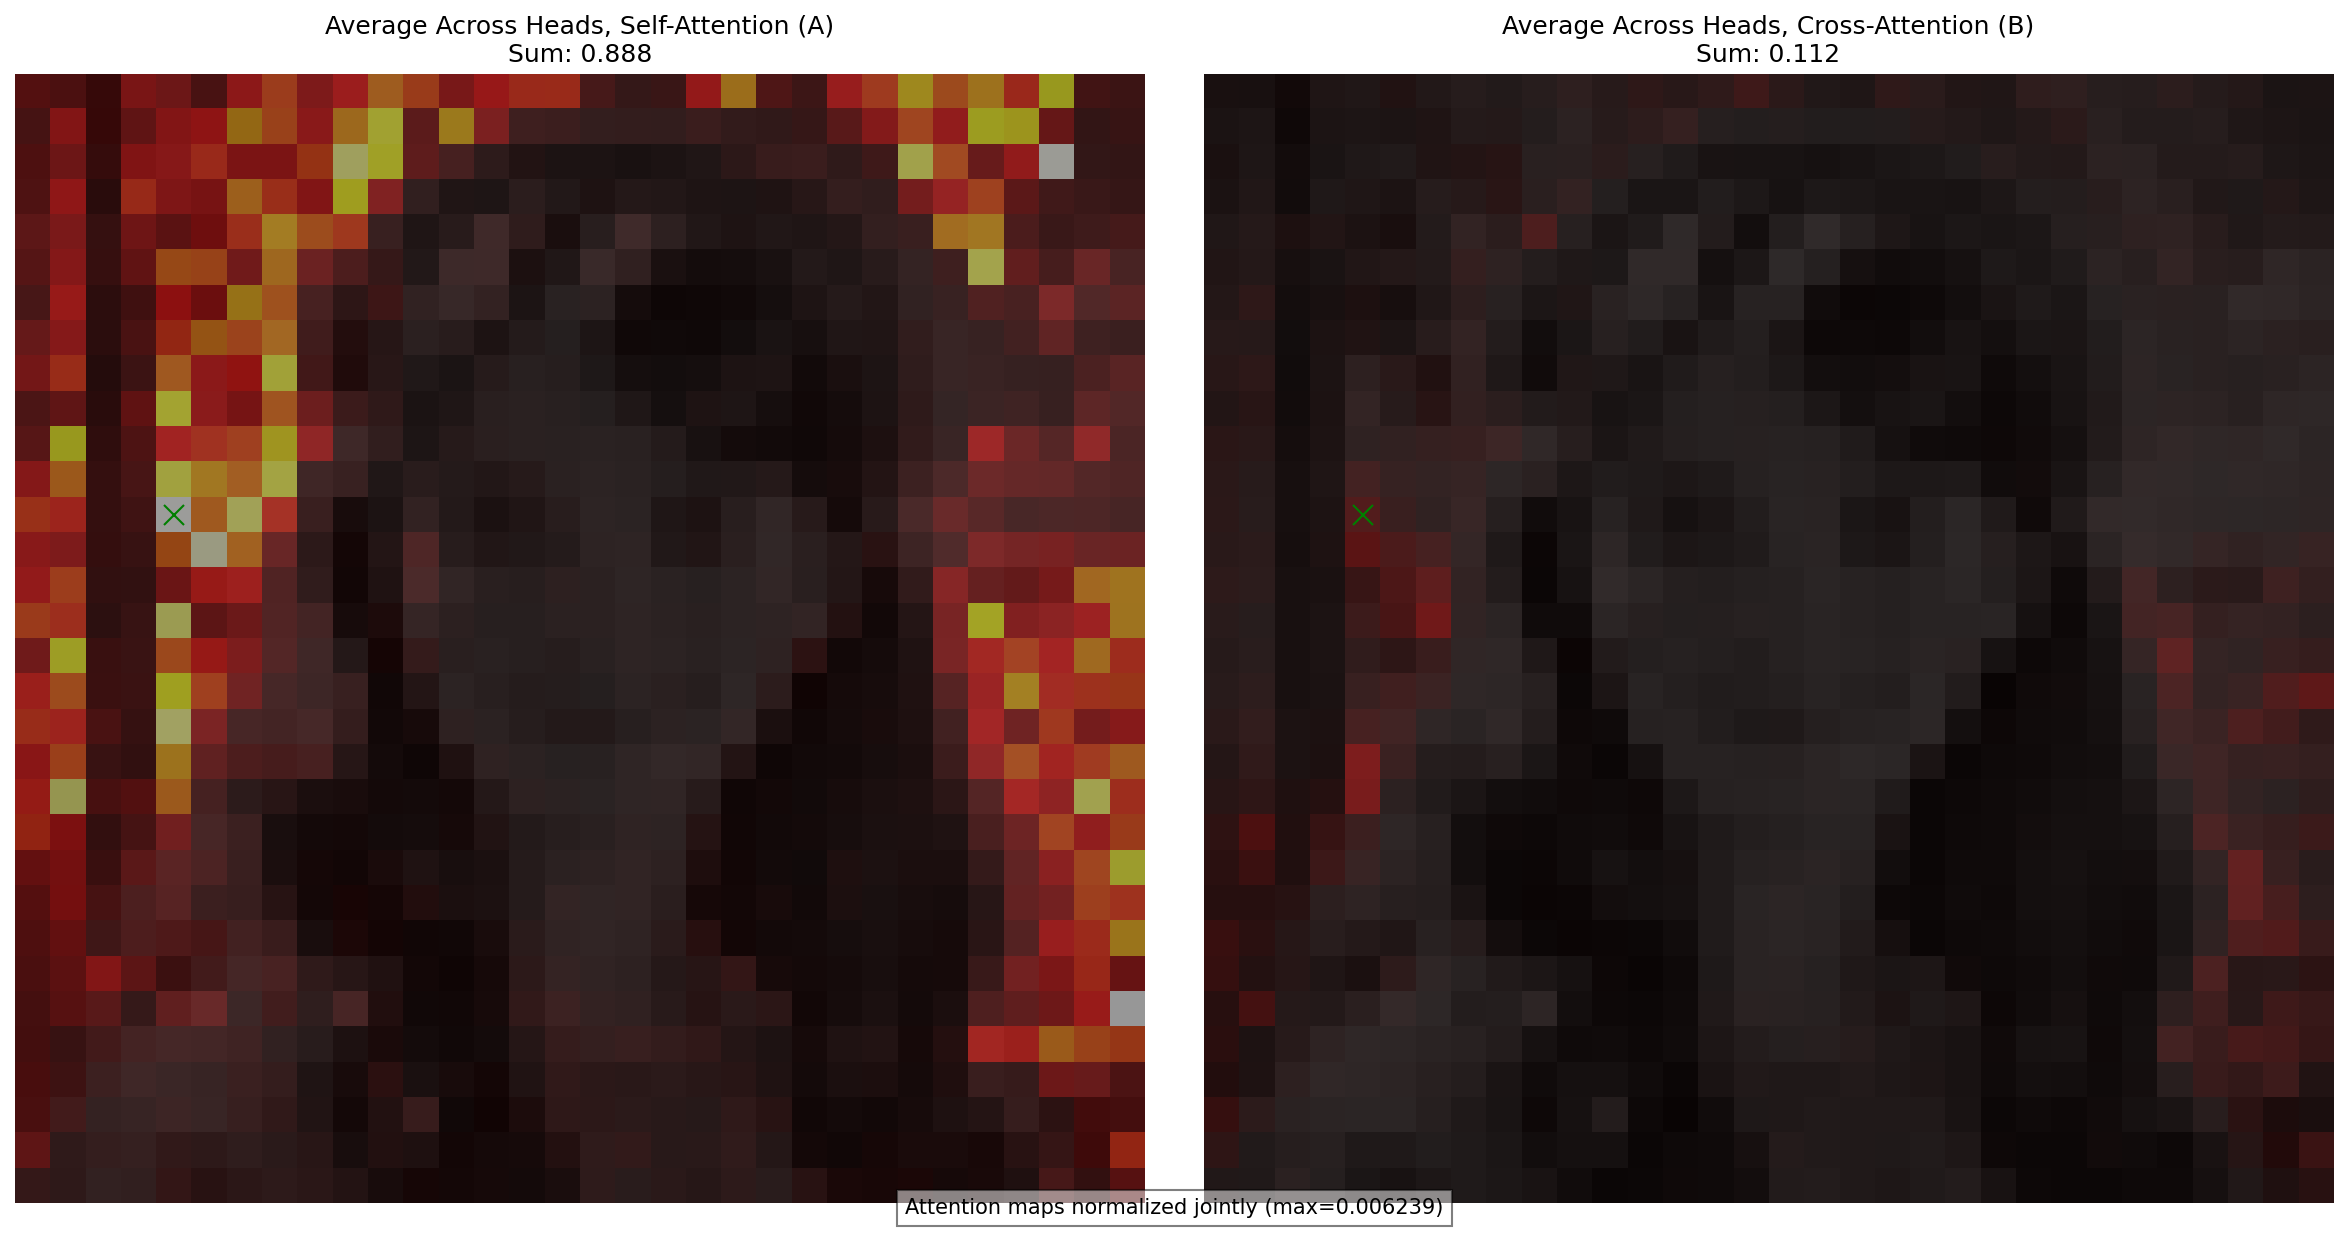 Average Across Heads, Self-Attention (A)
Sum: 0.888
Average Across Heads, Cross-Attention (B)
Sum: 0.112
Attention maps normalized jointly (max=0.006239)